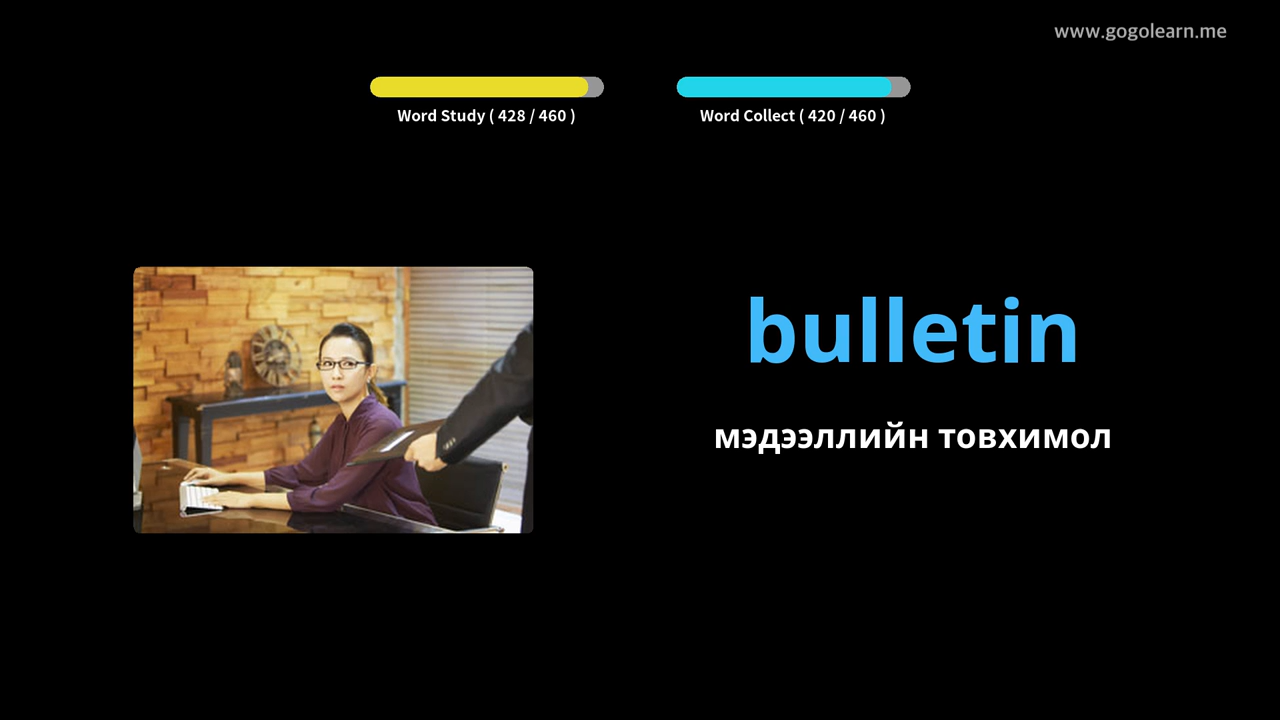 www.gogolearn.me
Word Study ( 428 / 460 )
Word Collect ( 420 / 460 )
bulletin
мэдээллийн товхимол